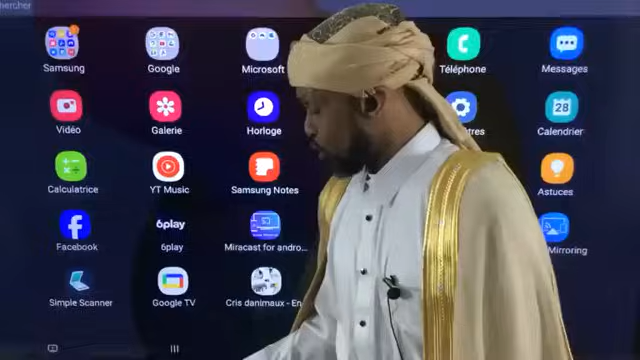 hercher
Samsung
Google
Microsoft
Téléphone
Messages
Vidéo
Galerie
Horloge
tres
28
Calendrier
Calculatrice
YT Music
Samsung Notes
Astuces
6play
Facebook
6play
Miracast for andro...
Mirroring
Simple Scanner
Google TV
Cris danimaux - En